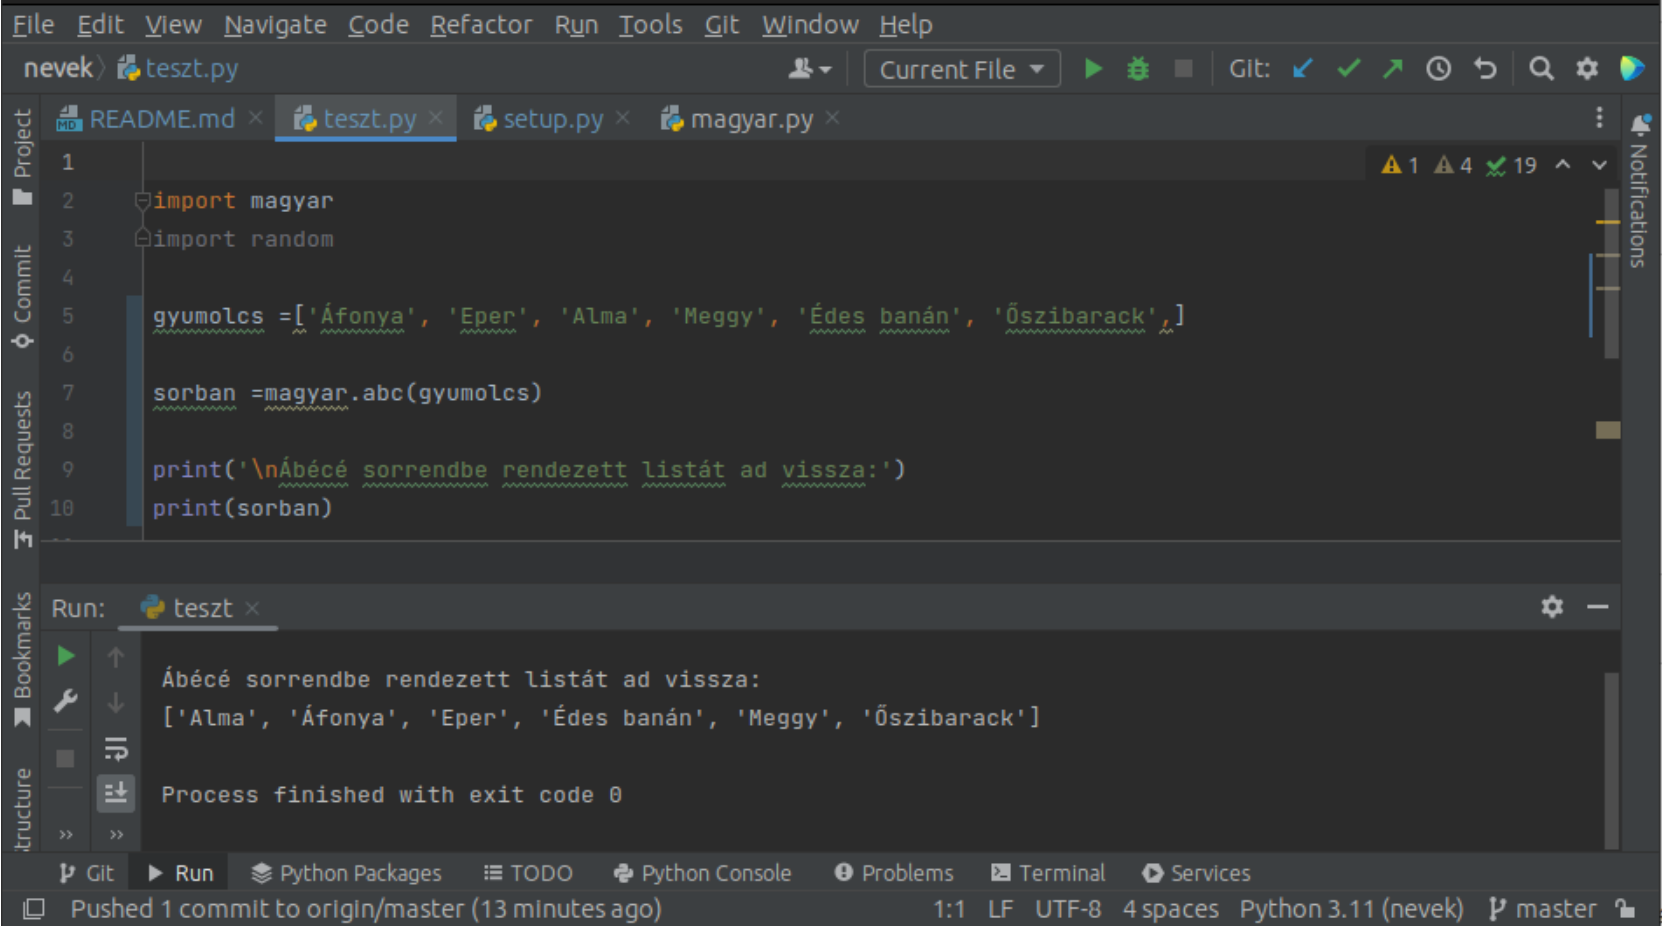 File Edit View Navigate Code Refactor Run Tools Git Window Help
nevek teszt.py Current File Git:
README.md teszt.py setup.py magyar.py
Project
Commit
Pull Requests
Bookmarks
Notifications
1 4 19
1
2 import magyar
3 import random
4
5 gyumolcs =['Áfonya', 'Eper', 'Alma', 'Meggy', 'Édes banán', 'Őszibarack',]
6
7 sorban =magyar.abc(gyumolcs)
8
9 print('\nÁbécé sorrendbe rendezett listát ad vissza:')
10 print(sorban)
Run: teszt
Ábécé sorrendbe rendezett listát ad vissza:
['Alma', 'Áfonya', 'Eper', 'Édes banán', 'Meggy', 'Őszibarack']
Process finished with exit code 0
Git Run Python Packages TODO Python Console Problems Terminal Services
Pushed 1 commit to origin/master (13 minutes ago) 1:1 LF UTF-8 4 spaces Python 3.11 (nevek) master